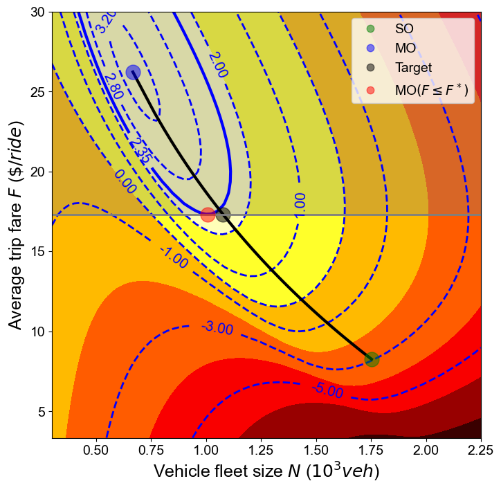 Average trip fare F ($/ride)
30
25
20
15
10
5
3.20
2.80
2.35
2.00
1.00
0.00
-1.00
-3.00
-5.00
SO
MO
Target
MO(F ≤ F*)
0.50 0.75 1.00 1.25 1.50 1.75 2.00 2.25
Vehicle fleet size N (10³veh)